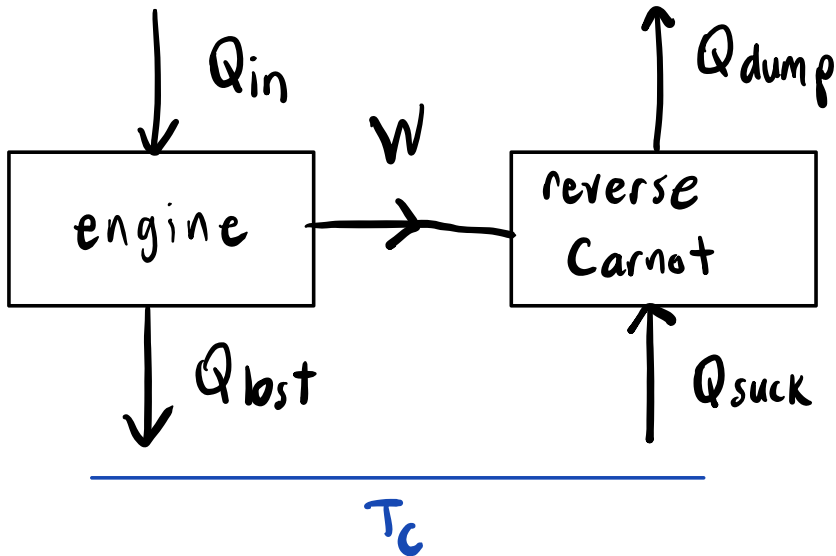 Qin
Qdump
W
engine
reverse
Carnot
Qlost
Qsuck
Tc